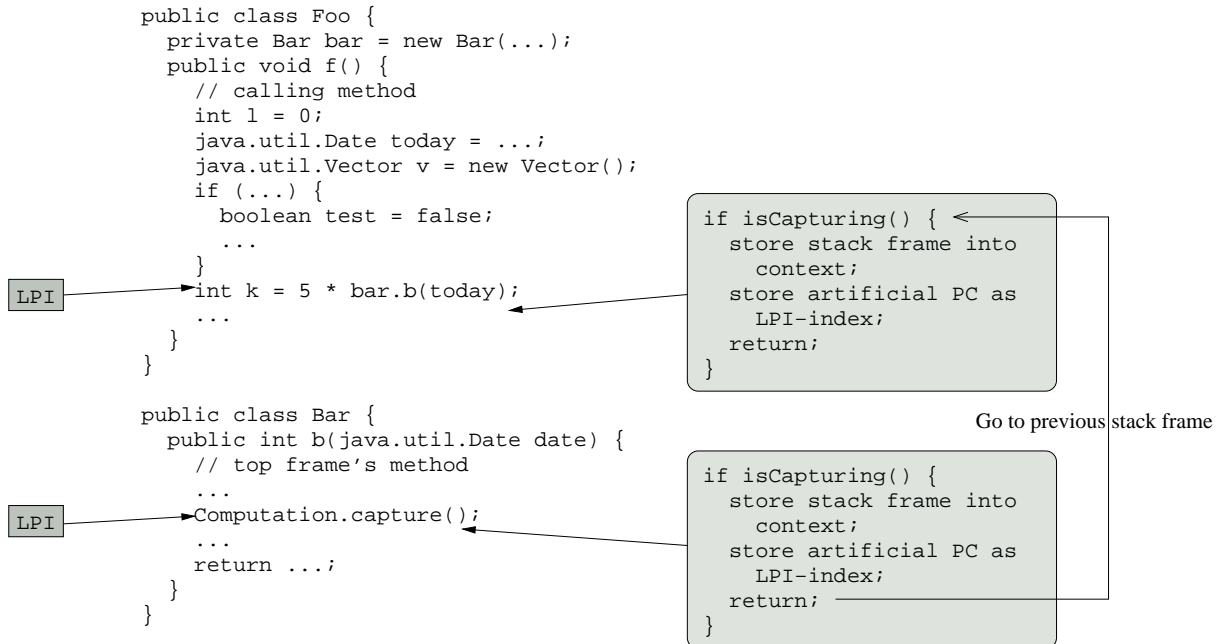 public class Foo {
private Bar bar = new Bar(...);
public void f() {
// calling method
int l = 0;
java.util.Date today = ...;
java.util.Vector v = new Vector();
if (...) {
boolean test = false;
...
}
LPI
int k = 5 * bar.b(today);
...
}
}
if isCapturing() {
store stack frame into
context;
store artificial PC as
LPI-index;
return;
}
Go to previous stack frame
public class Bar {
public int b(java.util.Date date) {
// top frame's method
...
LPI
Computation.capture();
...
return ...;
}
}
if isCapturing() {
store stack frame into
context;
store artificial PC as
LPI-index;
return;
}